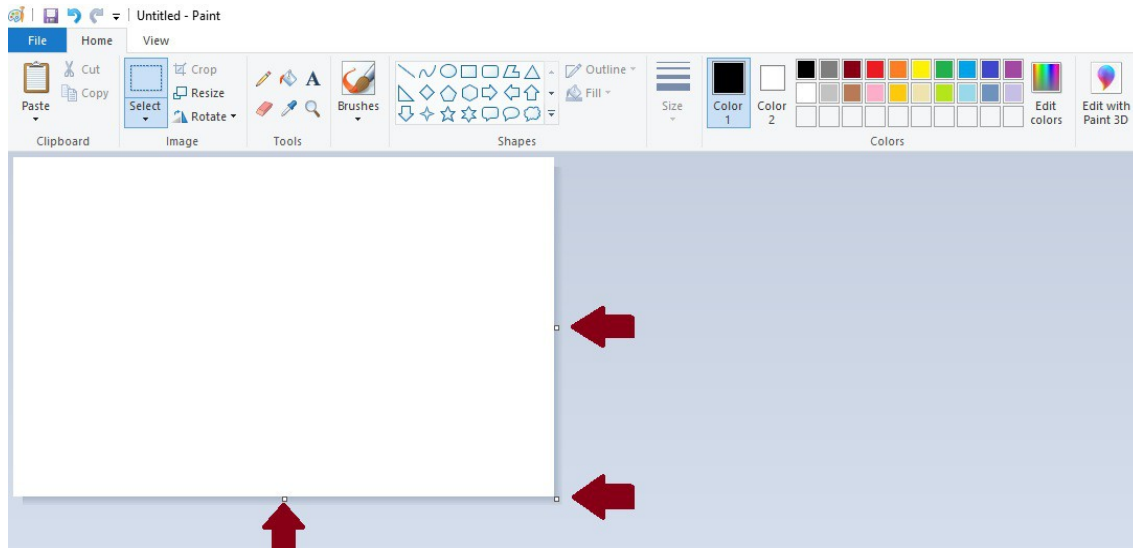 Untitled - Paint
File Home View
Paste
Cut
Copy
Clipboard
Select
Crop
Resize
Rotate
Image
A
Tools
Brushes
Shapes
Outline
Fill
Size
Color 1
Color 2
Colors
Edit colors
Edit with Paint 3D